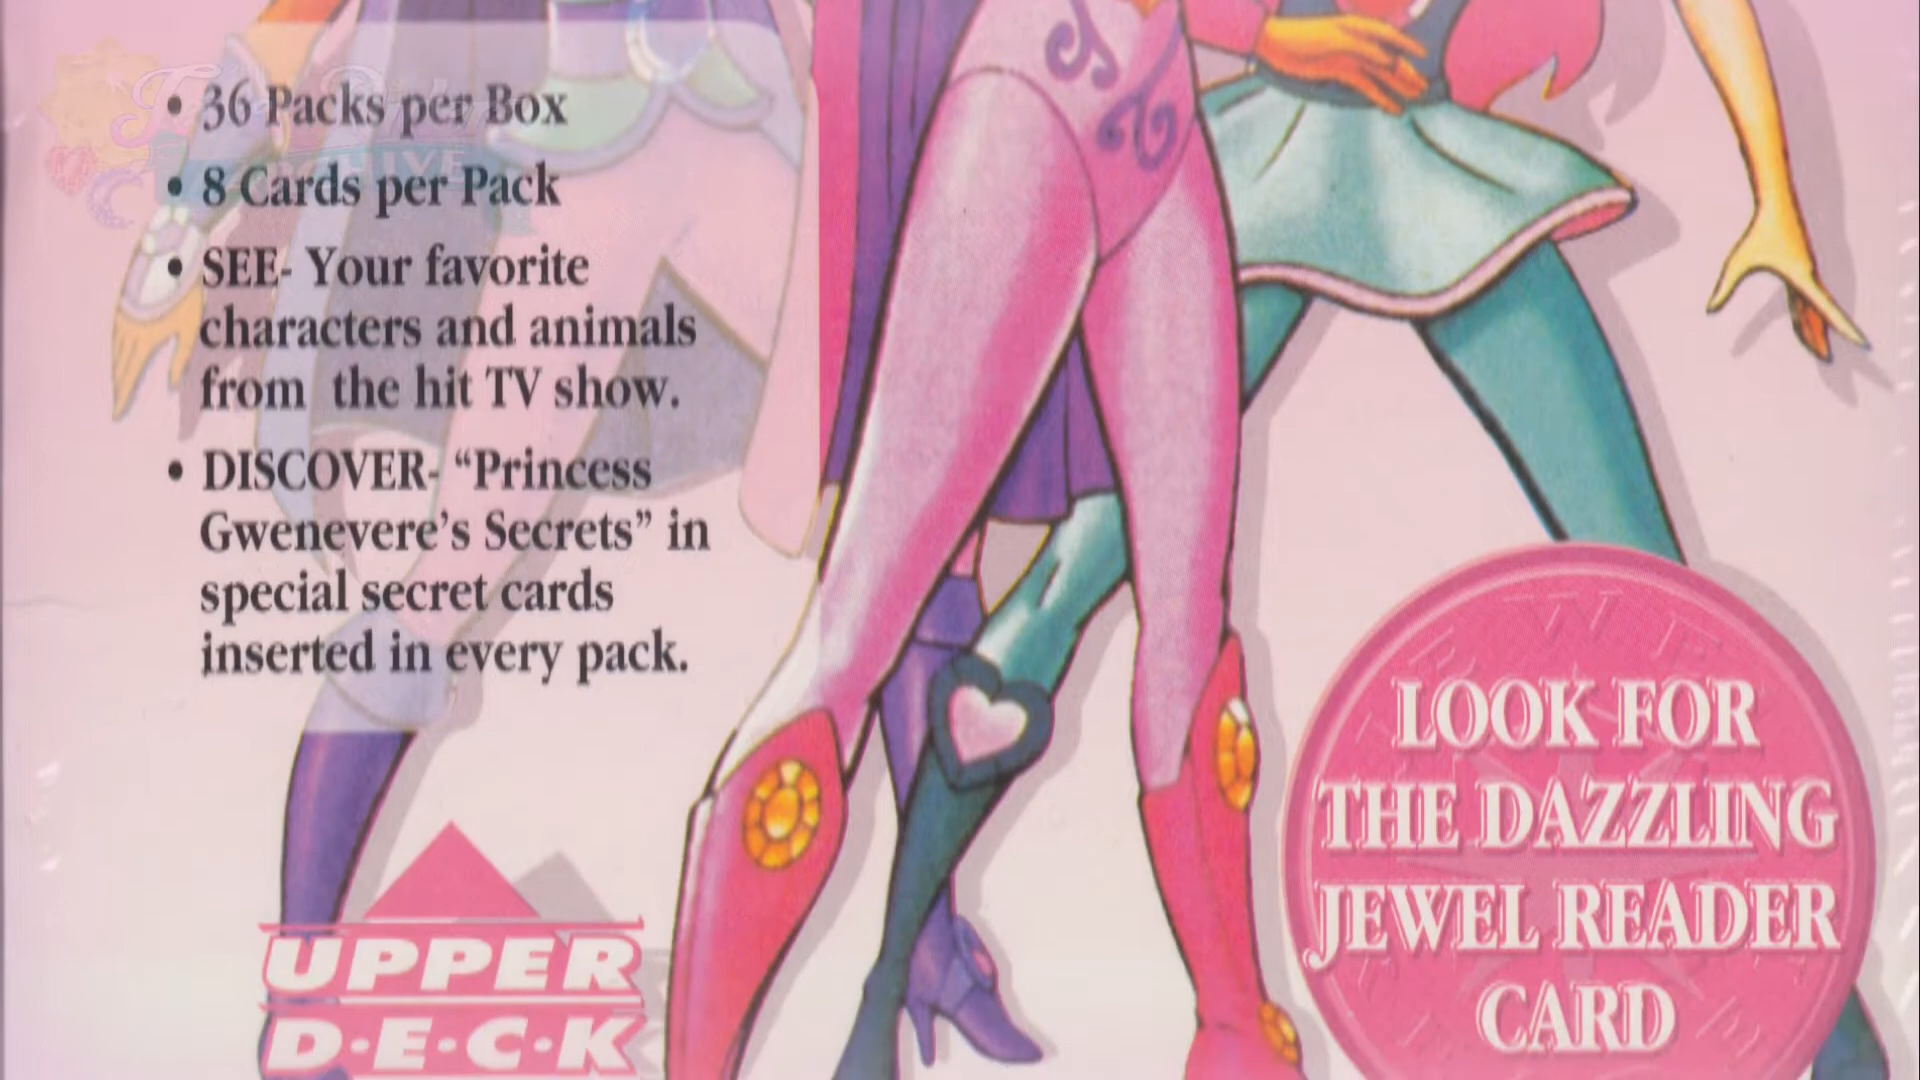 • 36 Packs per Box
• 8 Cards per Pack
• SEE- Your favorite
characters and animals
from the hit TV show.
• DISCOVER- “Princess
Gwenevere’s Secrets” in
special secret cards
inserted in every pack.
UPPER
D·E·C·K
LOOK FOR
THE DAZZLING
JEWEL READER
CARD